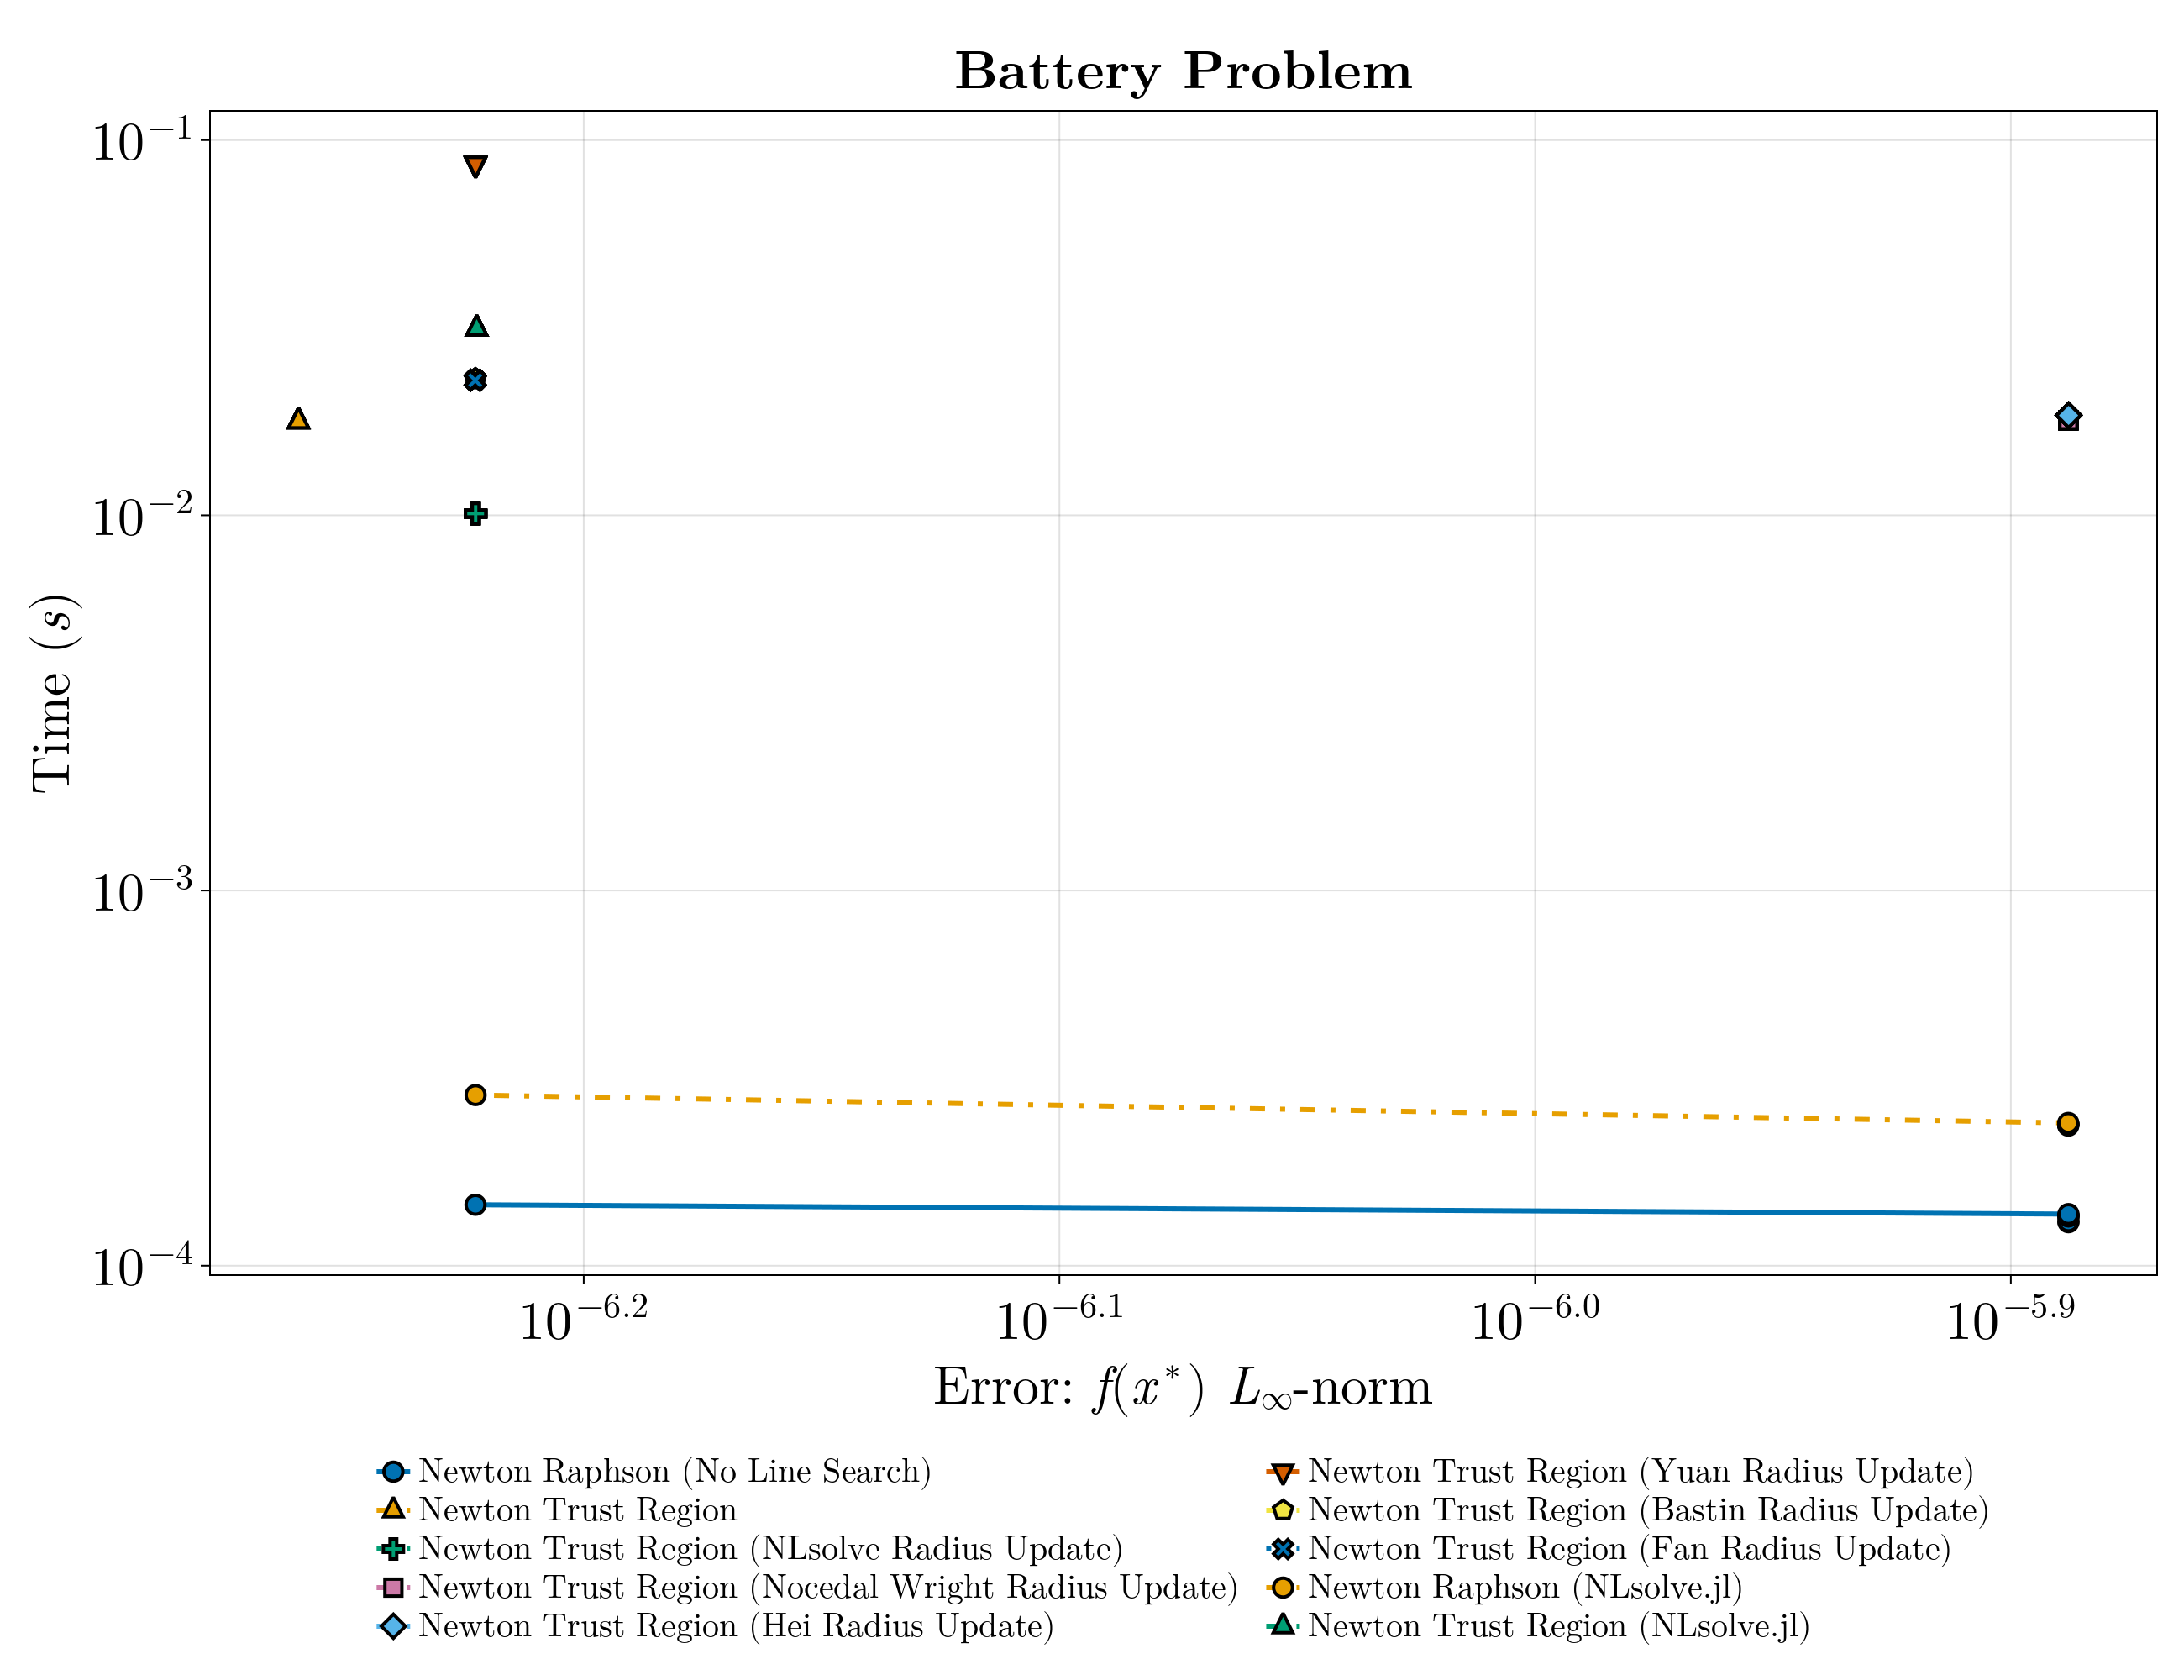 Battery Problem
10⁻¹
10⁻²
10⁻³
10⁻⁴
Time (s)
10⁻⁶·² 10⁻⁶·¹ 10⁻⁶·⁰ 10⁻⁵·⁹
Error: f(x*) L∞-norm
Newton Raphson (No Line Search)
Newton Trust Region
Newton Trust Region (NLsolve Radius Update)
Newton Trust Region (Nocedal Wright Radius Update)
Newton Trust Region (Hei Radius Update)
Newton Trust Region (Yuan Radius Update)
Newton Trust Region (Bastin Radius Update)
Newton Trust Region (Fan Radius Update)
Newton Raphson (NLsolve.jl)
Newton Trust Region (NLsolve.jl)